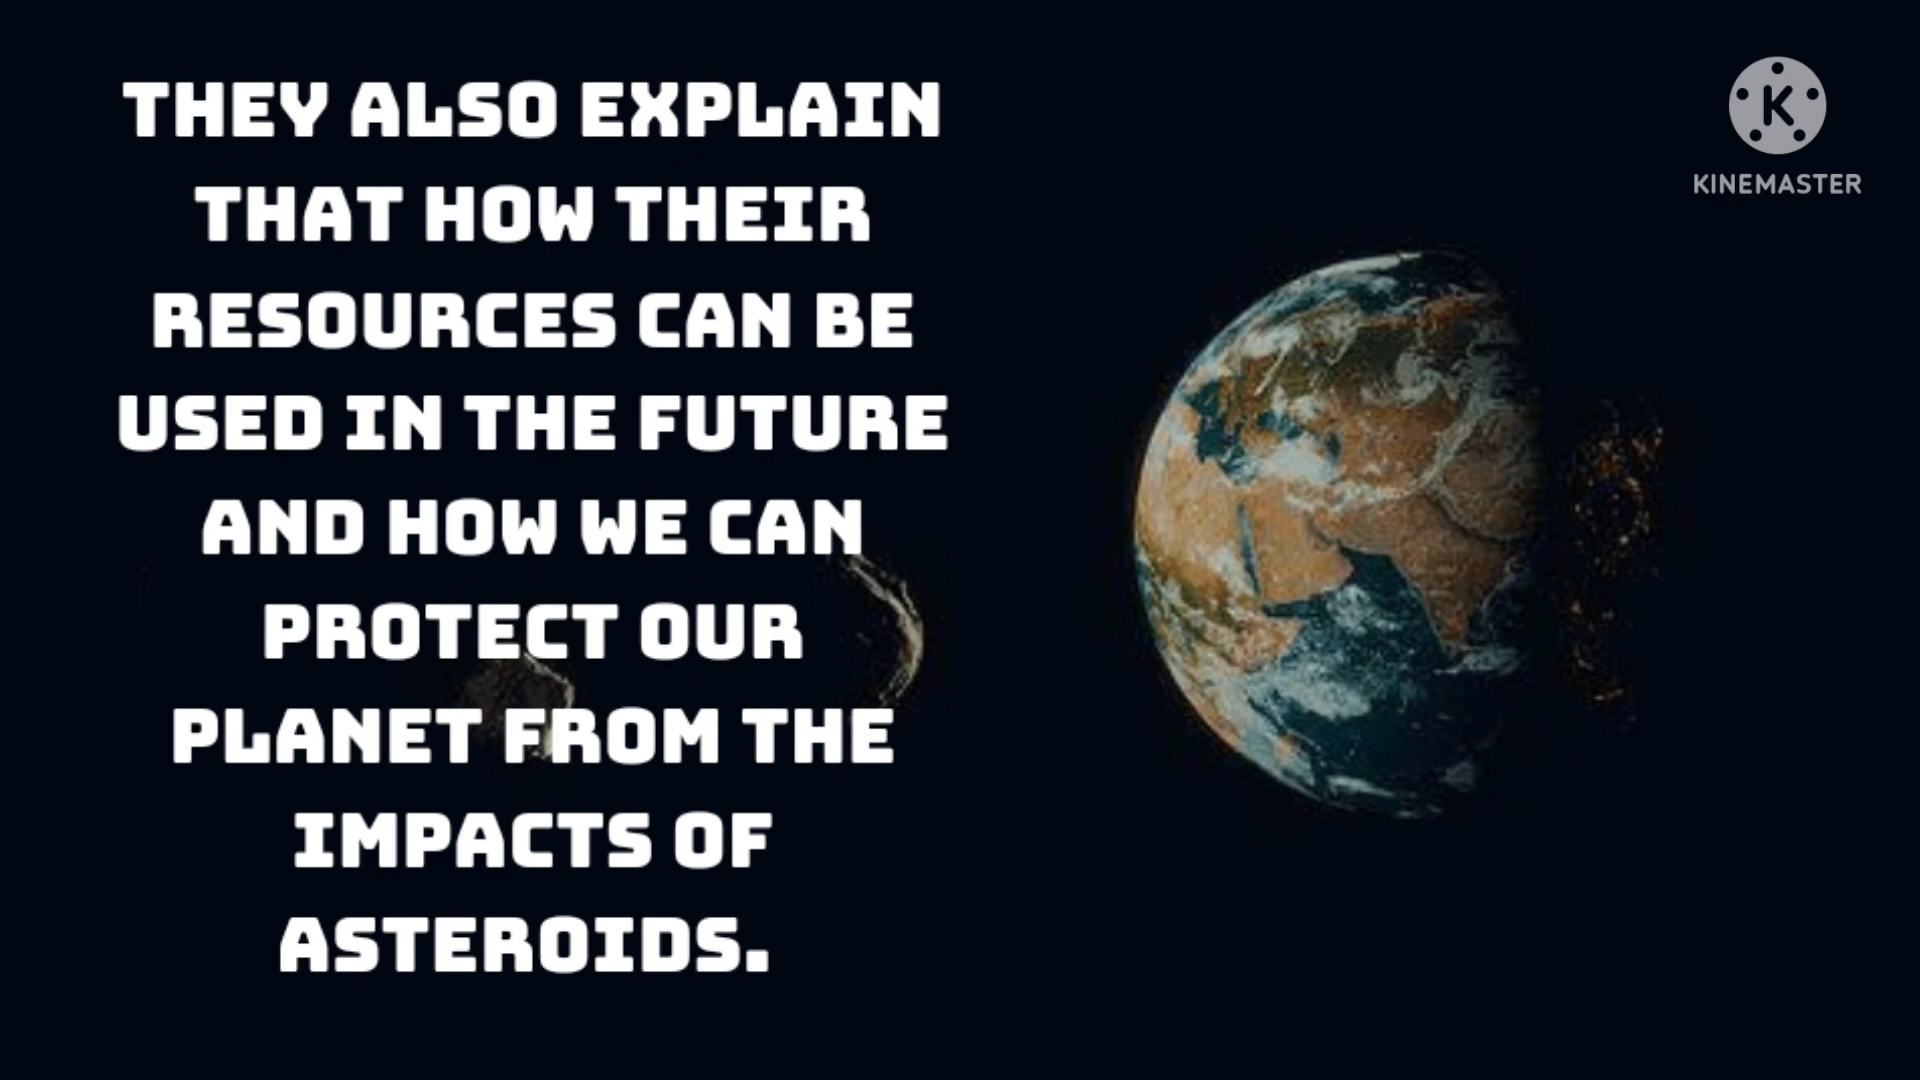 THEY ALSO EXPLAIN
THAT HOW THEIR
RESOURCES CAN BE
USED IN THE FUTURE
AND HOW WE CAN
PROTECT OUR
PLANET FROM THE
IMPACTS OF
ASTEROIDS.
K
KINEMASTER